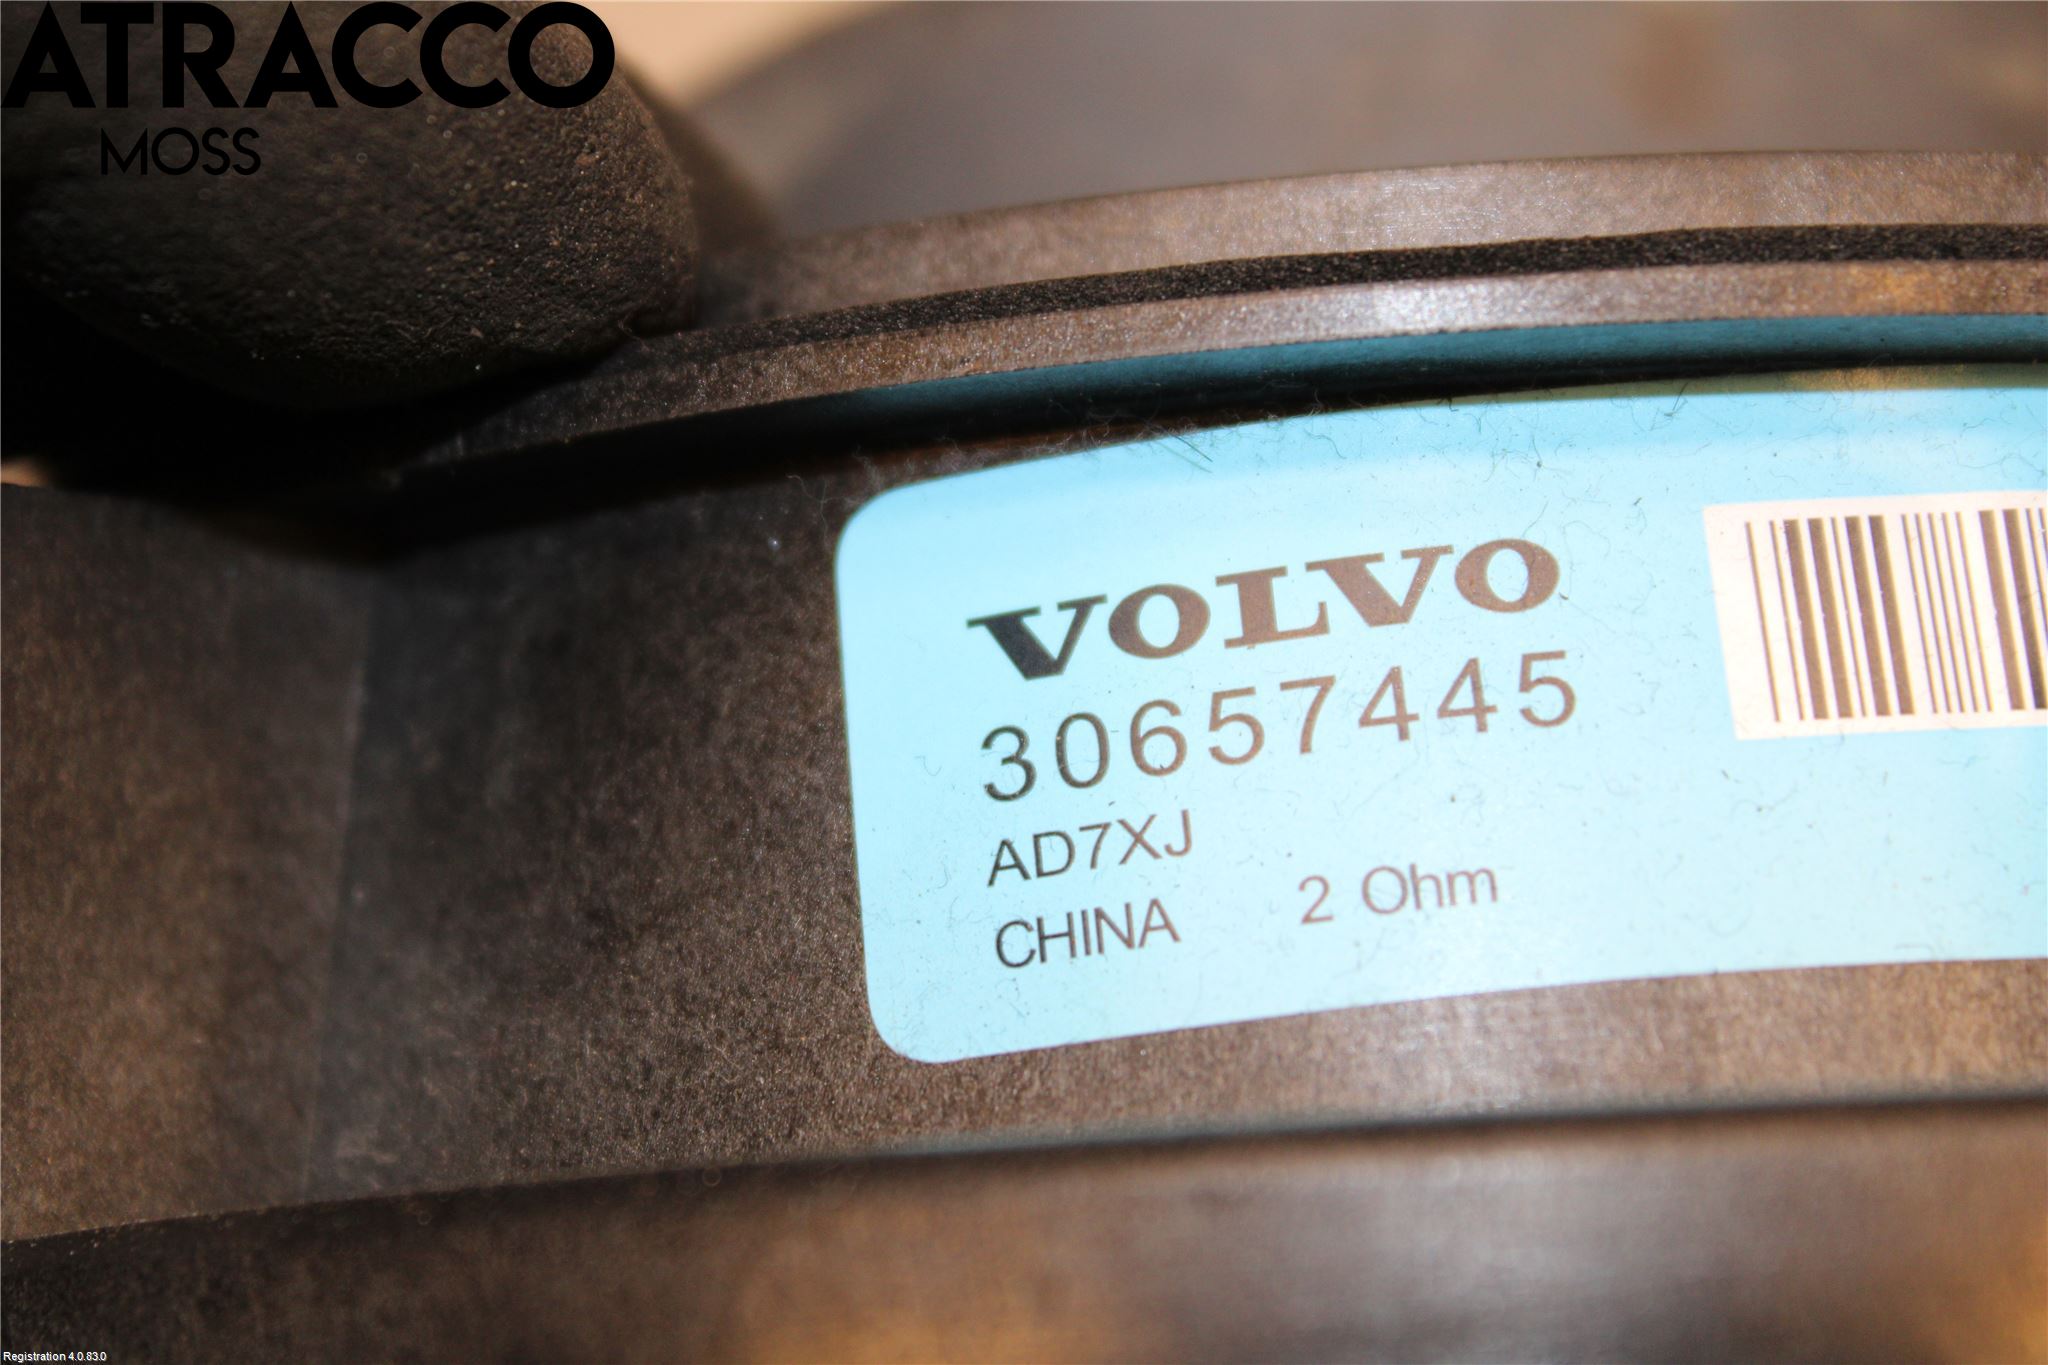 ATRACCO
MOSS
VOLVO
30657445
AD7XJ
CHINA 2 Ohm
Registration 4.0.83.0